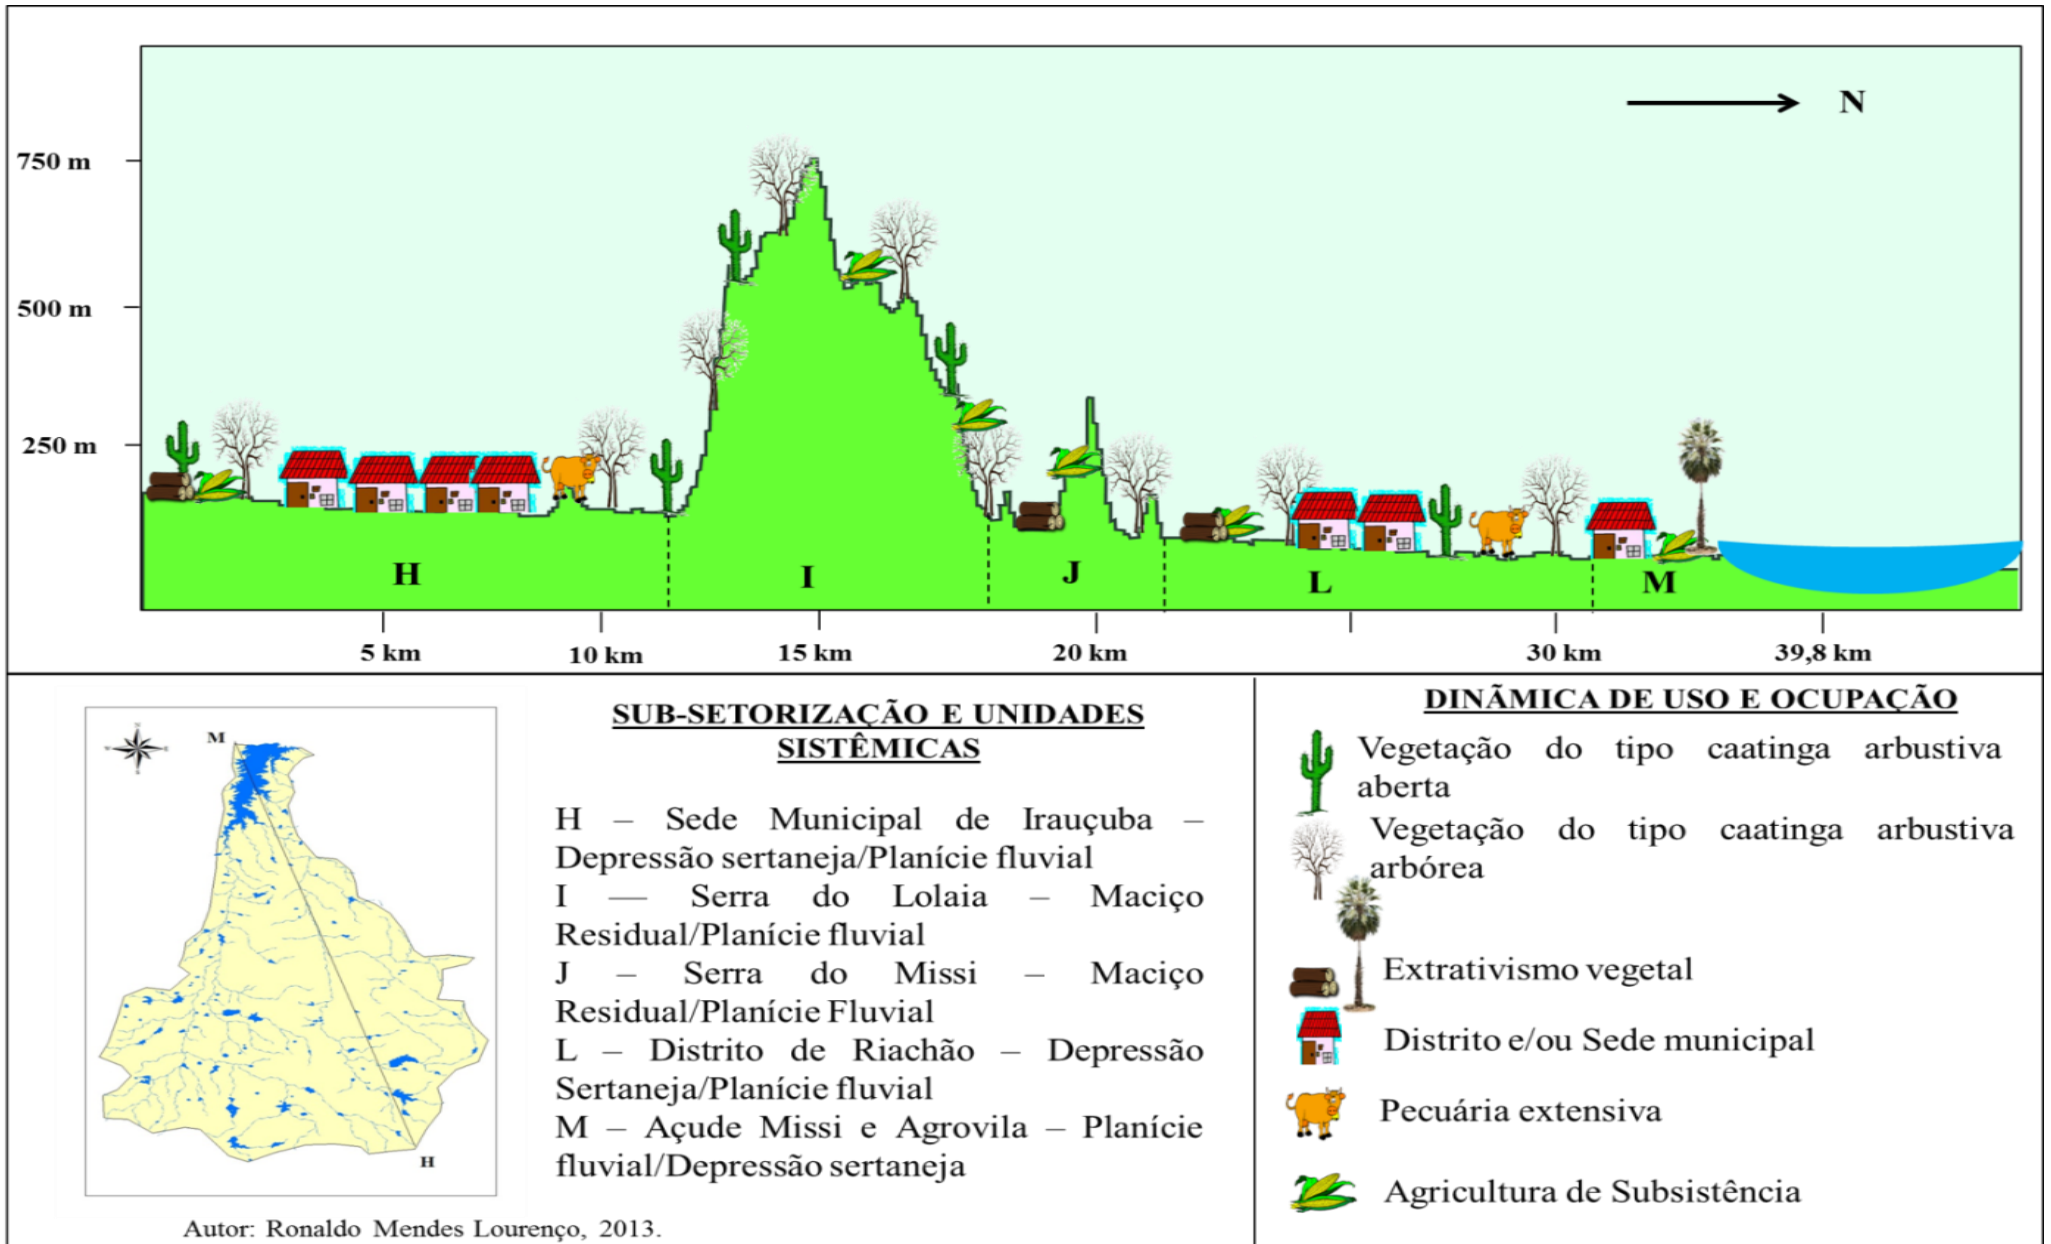 N
750 m
500 m
250 m
H
I
J
L
M
5 km
10 km
15 km
20 km
30 km
39,8 km
M
H
SUB-SETORIZAÇÃO E UNIDADES
SISTÊMICAS
H – Sede Municipal de Irauçuba –
Depressão sertaneja/Planície fluvial
I — Serra do Lolaia – Maciço
Residual/Planície fluvial
J – Serra do Missi – Maciço
Residual/Planície Fluvial
L – Distrito de Riachão – Depressão
Sertaneja/Planície fluvial
M – Açude Missi e Agrovila – Planície
fluvial/Depressão sertaneja
Autor: Ronaldo Mendes Lourenço, 2013.
DINÃMICA DE USO E OCUPAÇÃO
Vegetação do tipo caatinga arbustiva
aberta
Vegetação do tipo caatinga arbustiva
arbórea
Extrativismo vegetal
Distrito e/ou Sede municipal
Pecuária extensiva
Agricultura de Subsistência